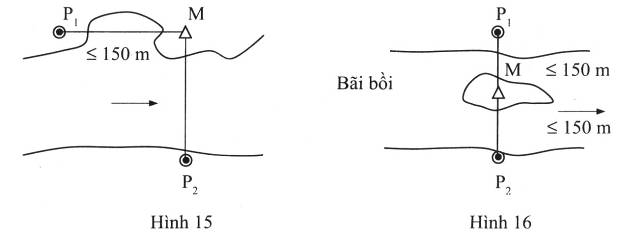 P₁
M
≤ 150 m
P₂
Hình 15
P₁
≤ 150 m
M
Bãi bồi
≤ 150 m
P₂
Hình 16